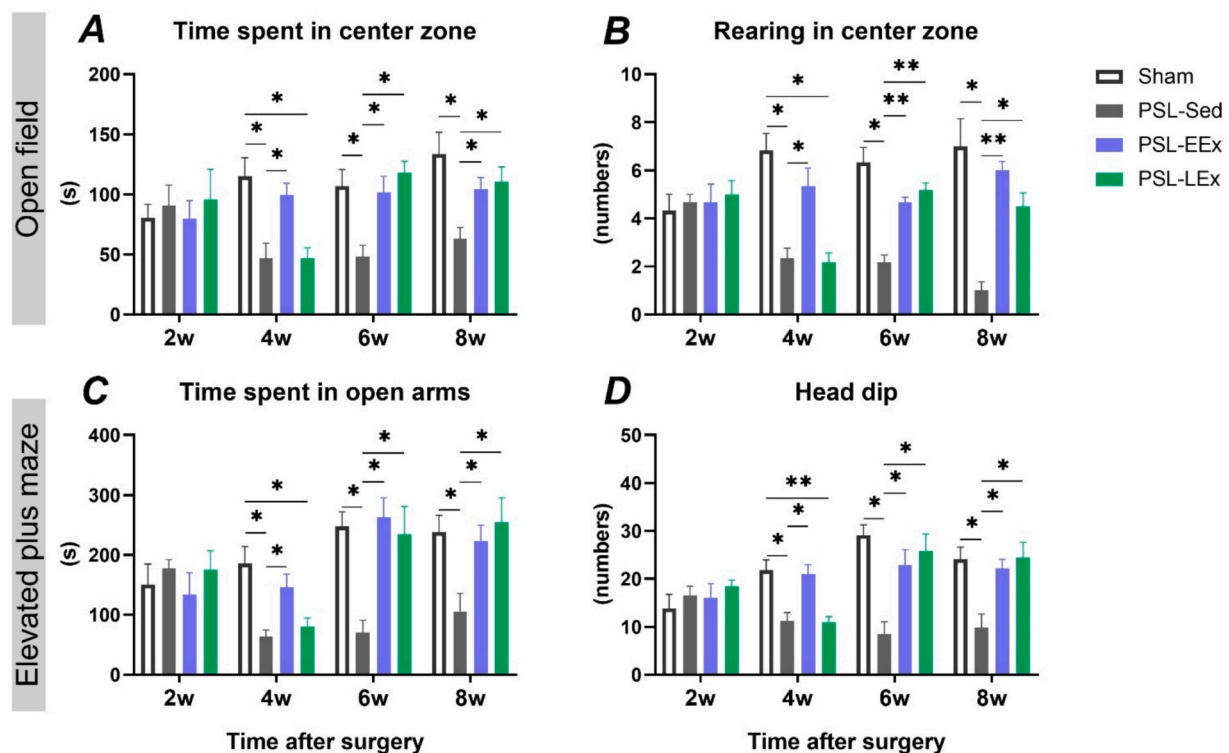 Open field
A Time spent in center zone
200
150
100
50
0
(s)
* * * * * * * * *
2w 4w 6w 8w
B Rearing in center zone
10
8
6
4
2
0
(numbers)
* * * * ** ** * ** *
2w 4w 6w 8w
Sham
PSL-Sed
PSL-EEx
PSL-LEx
Elevated plus maze
C Time spent in open arms
400
300
200
100
0
(s)
* * * * * * * * *
2w 4w 6w 8w
Time after surgery
D Head dip
50
40
30
20
10
0
(numbers)
* * ** * * * * * *
2w 4w 6w 8w
Time after surgery